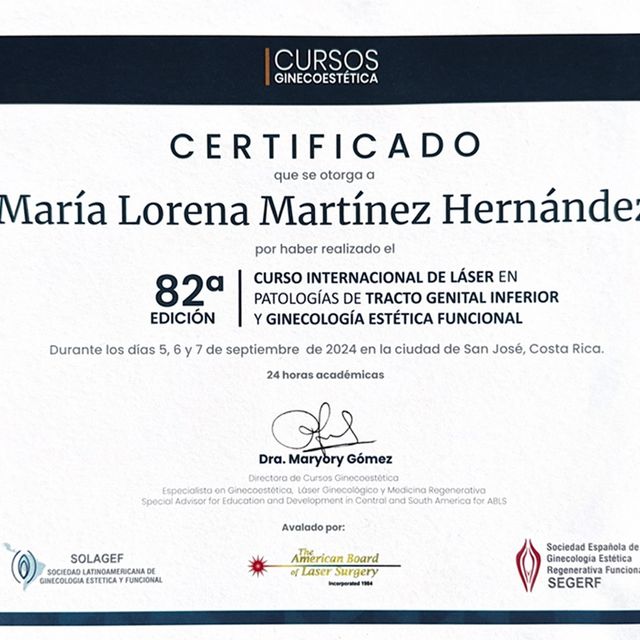 CURSOS
GINECOESTÉTICA
CERTIFICADO
que se otorga a
María Lorena Martínez Hernández
por haber realizado el
82ª
EDICIÓN
CURSO INTERNACIONAL DE LÁSER EN
PATOLOGÍAS DE TRACTO GENITAL INFERIOR
Y GINECOLOGÍA ESTÉTICA FUNCIONAL
Durante los días 5, 6 y 7 de septiembre de 2024 en la ciudad de San José, Costa Rica.
24 horas académicas
Dra. Maryory Gómez
Directora de Cursos Ginecoestética
Especialista en Ginecoestética, Láser Ginecológico y Medicina Regenerativa
Special Advisor for Education and Development in Central and South America for ABLS
Avalado por:
SOLAGEF
SOCIEDAD LATINOAMERICANA DE
GINECOLOGIA ESTETICA Y FUNCIONAL
The
American Board
of Laser Surgery
Incorporated 1984
Sociedad Española de
Ginecología Estética
Regenerativa Funcional
SEGERF